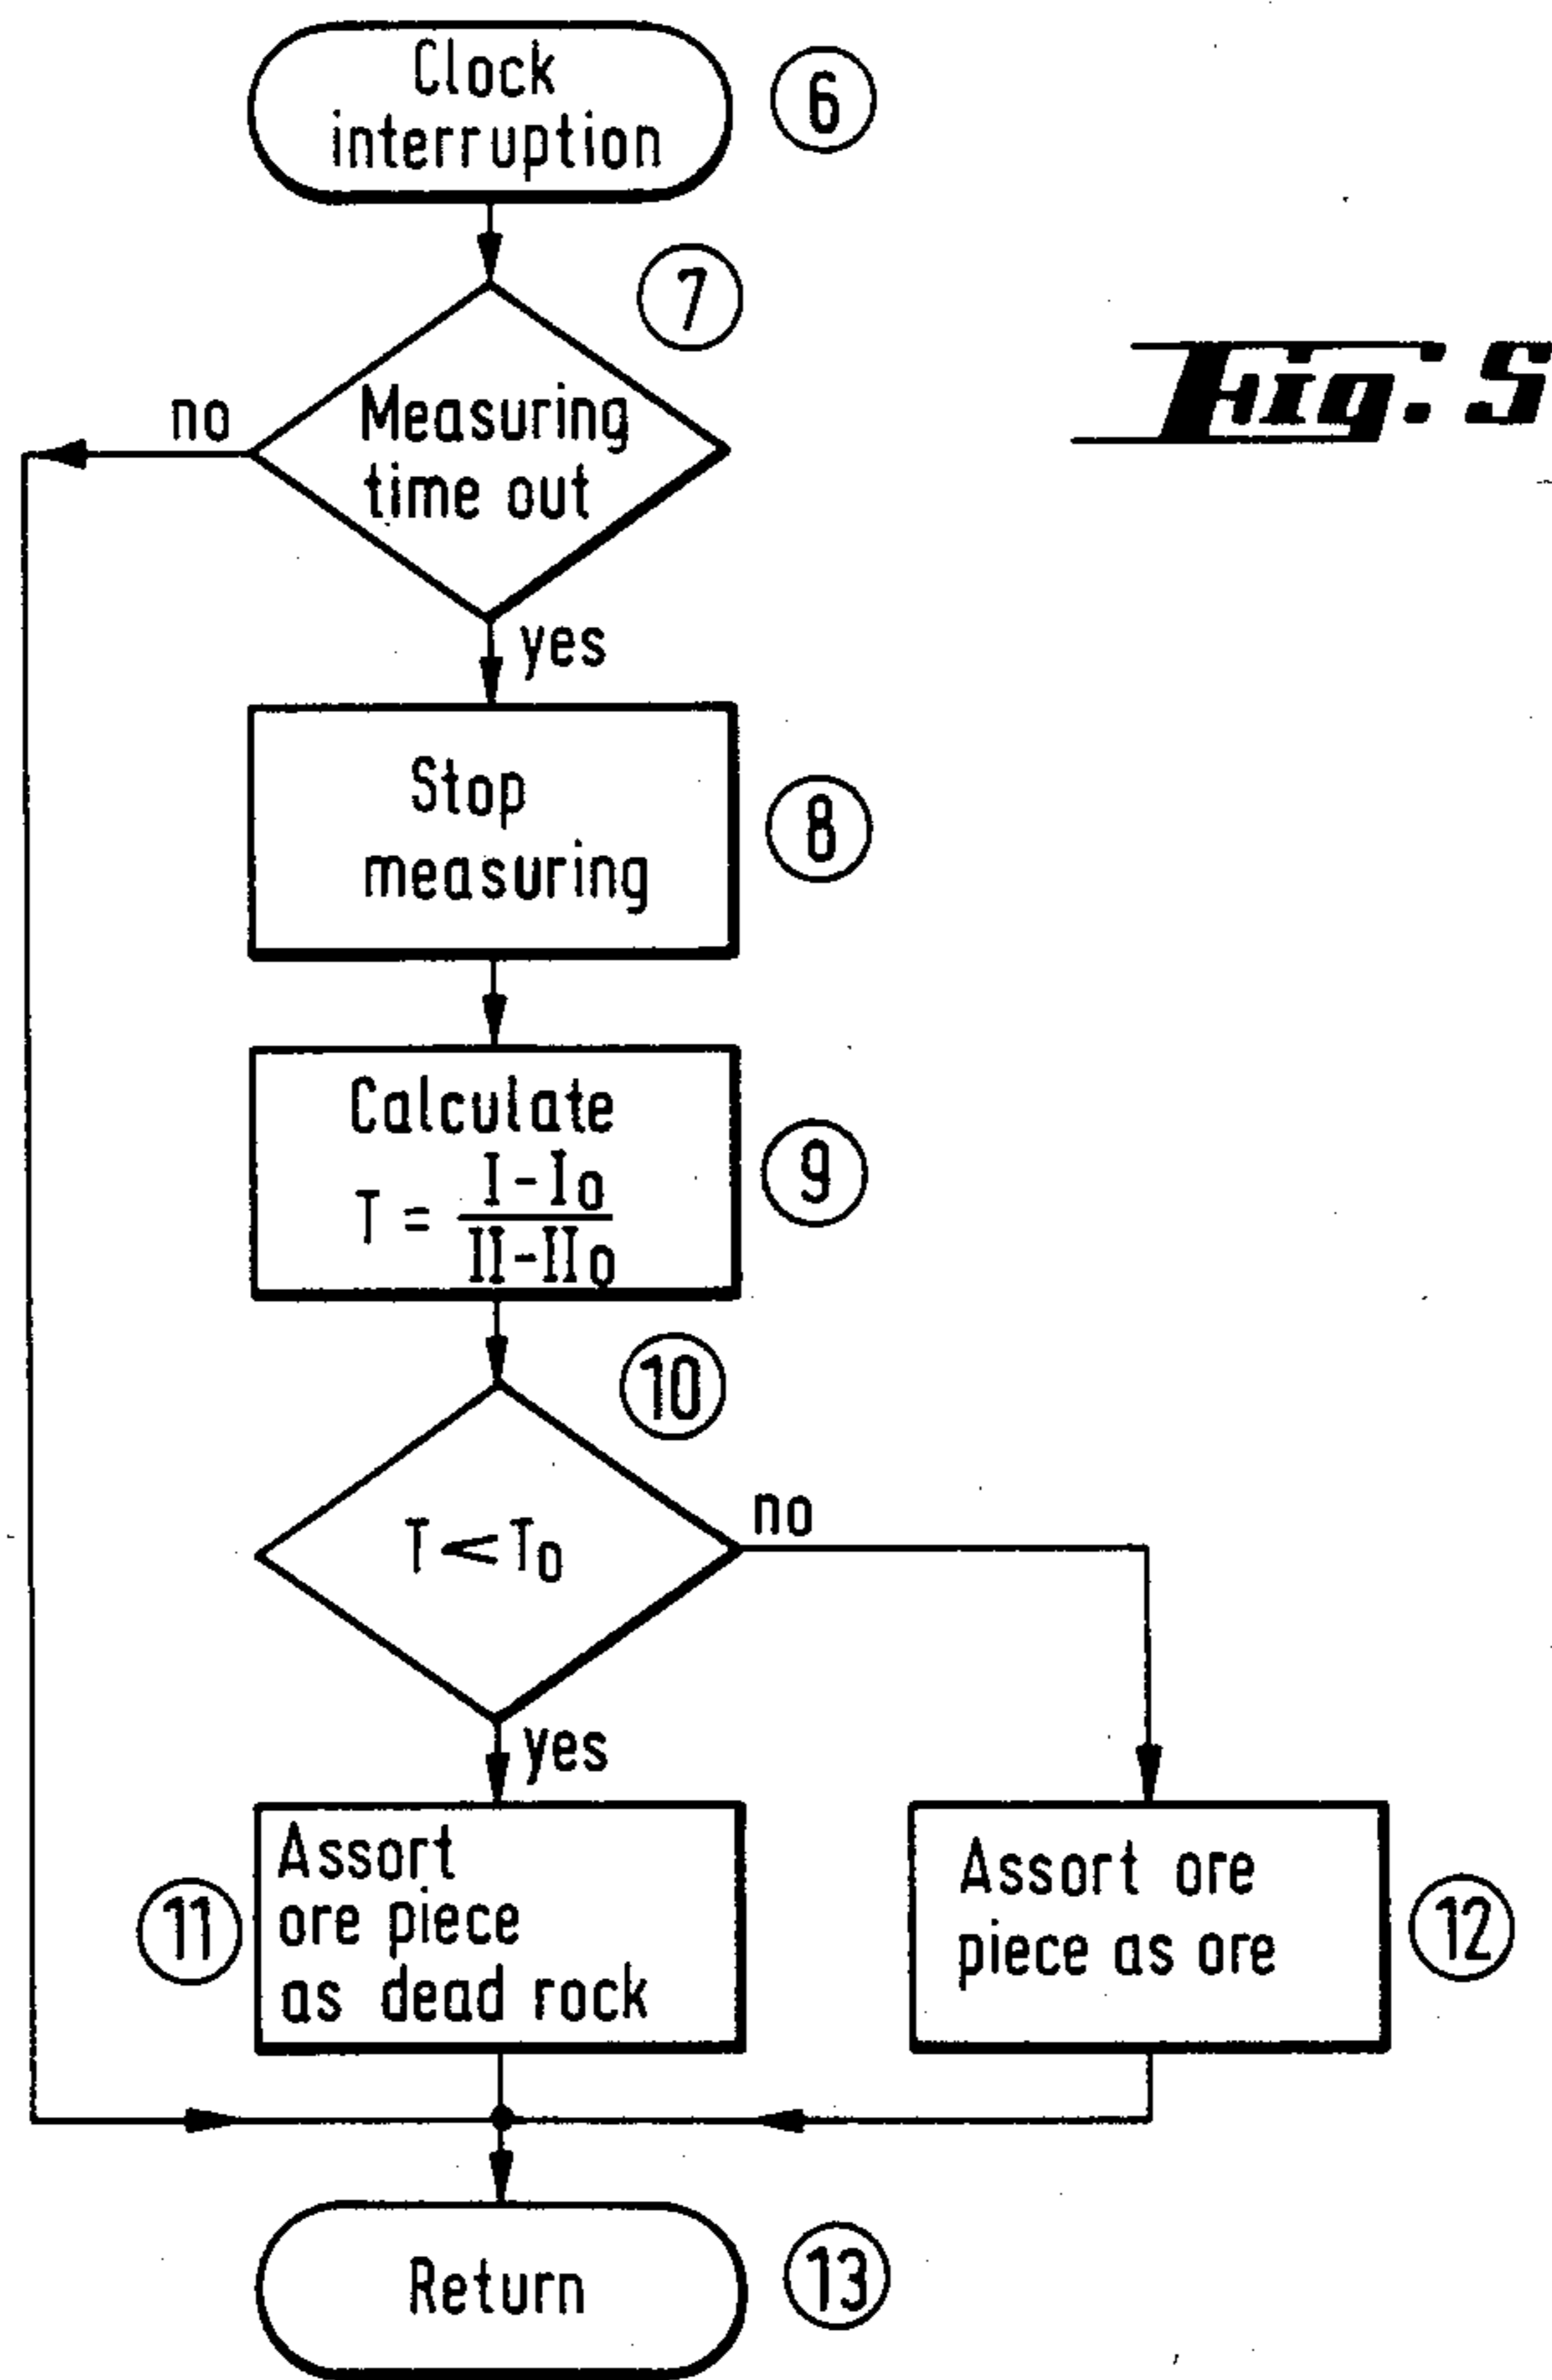 Clock
interruption
6
7
Fig. 5
no
Measuring
time out
yes
Stop
measuring
8
Calculate
T = I-I₀
II-II₀
9
10
T < T₀
no
yes
Assort
ore piece
as dead rock
11
Assort ore
piece as ore
12
Return
13